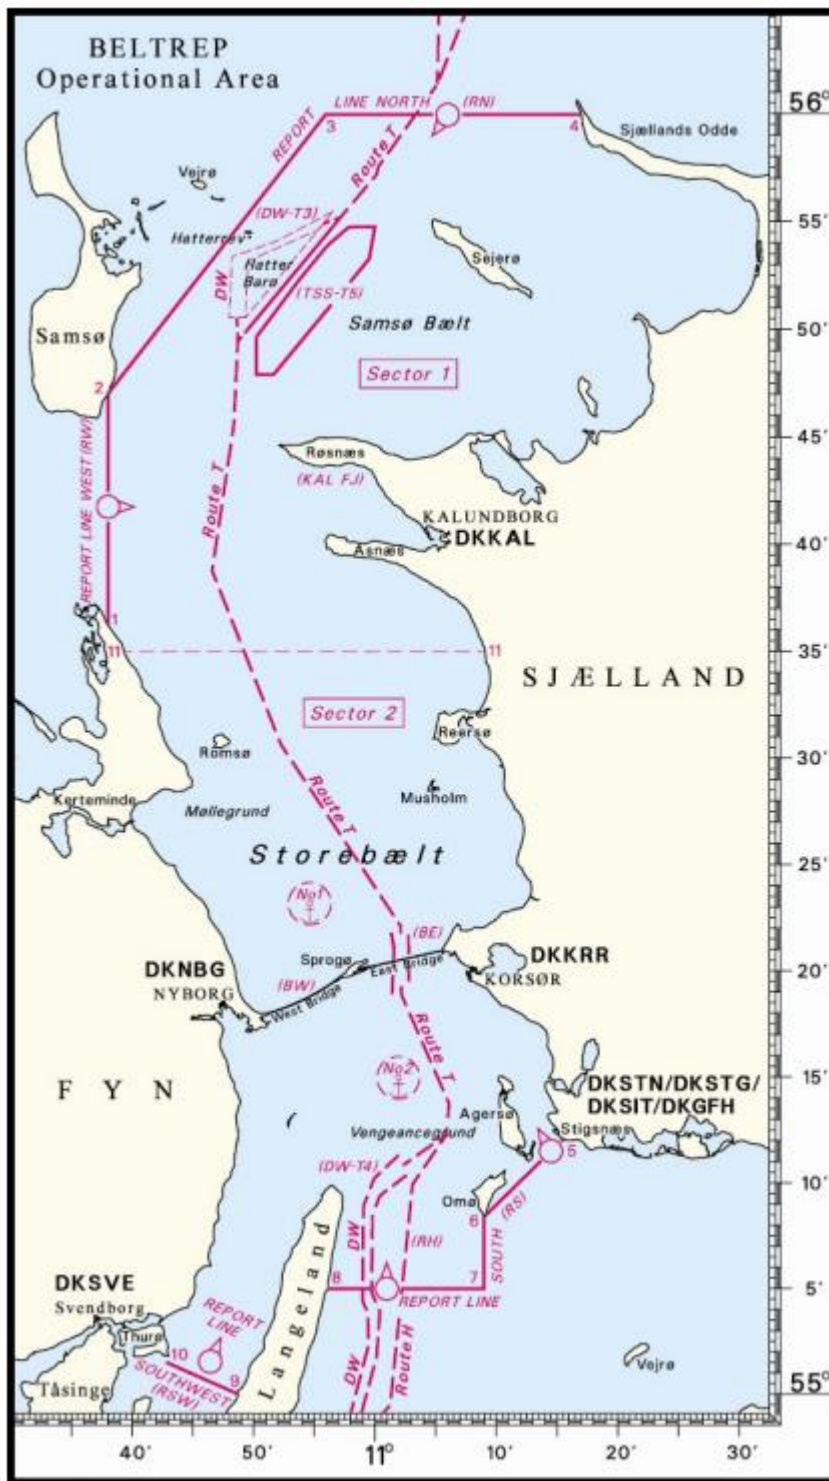 BELTREP
Operational Area
REPORT
LINE NORTH
(RN)
3
4
56°
Sjællands Odde
Route T
Vejrø
(DW-T3)
Hatterrev
Hatter
Barø
DW
(TSS-T5)
Sejerø
55'
Samsø
Samsø Bælt
50'
Sector 1
2
REPORT LINE WEST (RW)
Route T
Røsnæs
(KAL FJ)
45'
KALUNDBORG
DKKAL
Asnæs
40'
1
11
11
35'
SJÆLLAND
Sector 2
Reersø
Romsø
30'
Kerteminde
Møllegrund
Route T
Musholm
Storebælt
25'
No1
(BE)
DKNBG
NYBORG
Sprogø
East Bridge
DKKRR
KORSØR
20'
(BW)
West Bridge
Route T
FYN
No2
15'
DKSTN/DKSTG/
DKSIT/DKGFH
Agersø
Stigsnæs
Vengeancegrund
5
(DW-T4)
10'
Omø
6
SOUTH (RS)
DW
(RH)
8
7
5'
REPORT LINE
DKSVE
Svendborg
REPORT
LINE
Langeland
Thurø
10
9
SOUTHWEST
(RSW)
Tåsinge
DW
Route H
Vejrø
55°
40'
50'
11°
10'
20'
30'